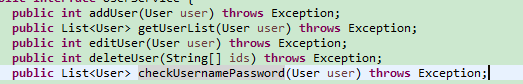 public interface UserService {
public int addUser(User user) throws Exception;
public List<User> getUserList(User user) throws Exception;
public int editUser(User user) throws Exception;
public int deleteUser(String[] ids) throws Exception;
public List<User> checkUsernamePassword(User user) throws Exception;